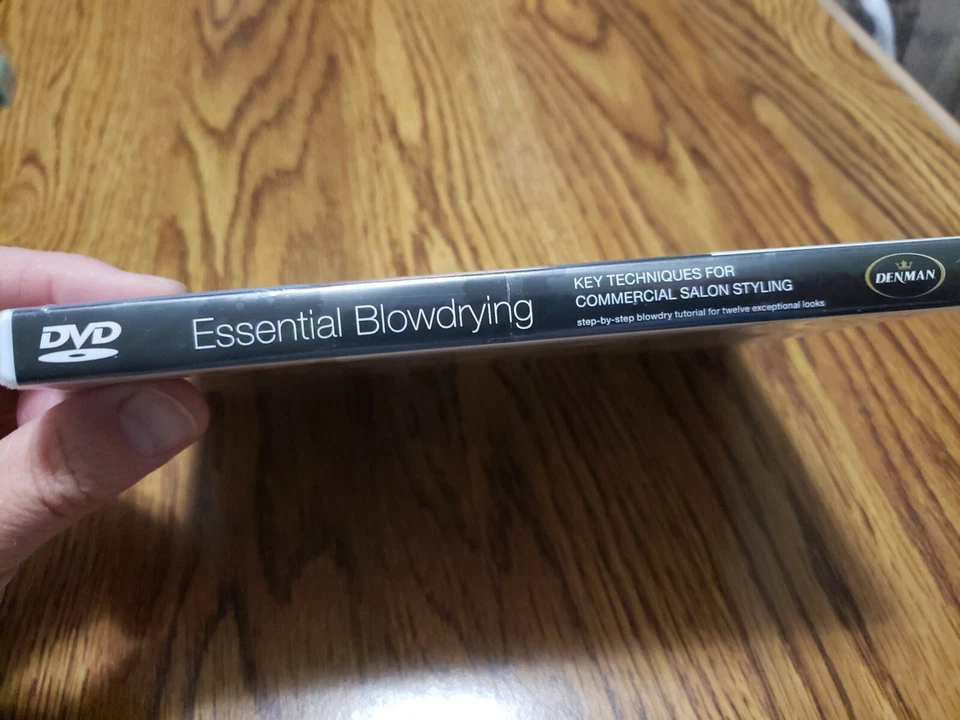 DVD
Essential Blowdrying
KEY TECHNIQUES FOR
COMMERCIAL SALON STYLING
step-by-step blowdry tutorial for twelve exceptional looks
DENMAN